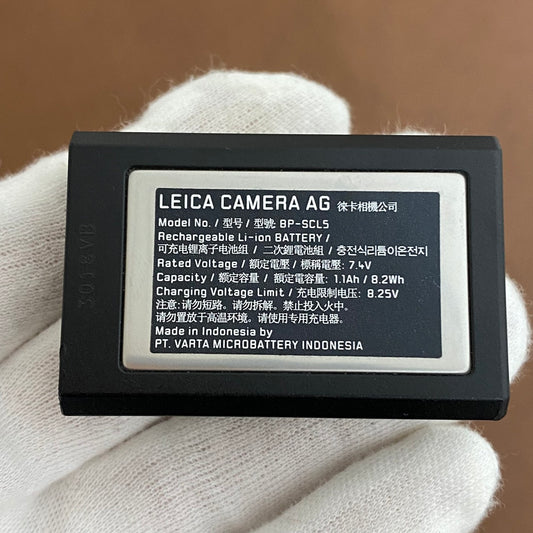 LEICA CAMERA AG 徠卡相機公司
Model No. / 型号 / 型號: BP-SCL5
Rechargeable Li-ion BATTERY /
可充电锂离子电池组 / 二次鋰電池組 / 충전식리튬이온전지
Rated Voltage / 额定電壓 / 標稱電壓: 7.4V
Capacity / 额定容量 / 額定容量: 1.1Ah / 8.2Wh
Charging Voltage Limit / 充电限制电压: 8.25V
注意: 请勿短路。请勿拆解。禁止投入火中。
请勿置放于高温环境。请使用专用充电器。
Made in Indonesia by
PT. VARTA MICROBATTERY INDONESIA